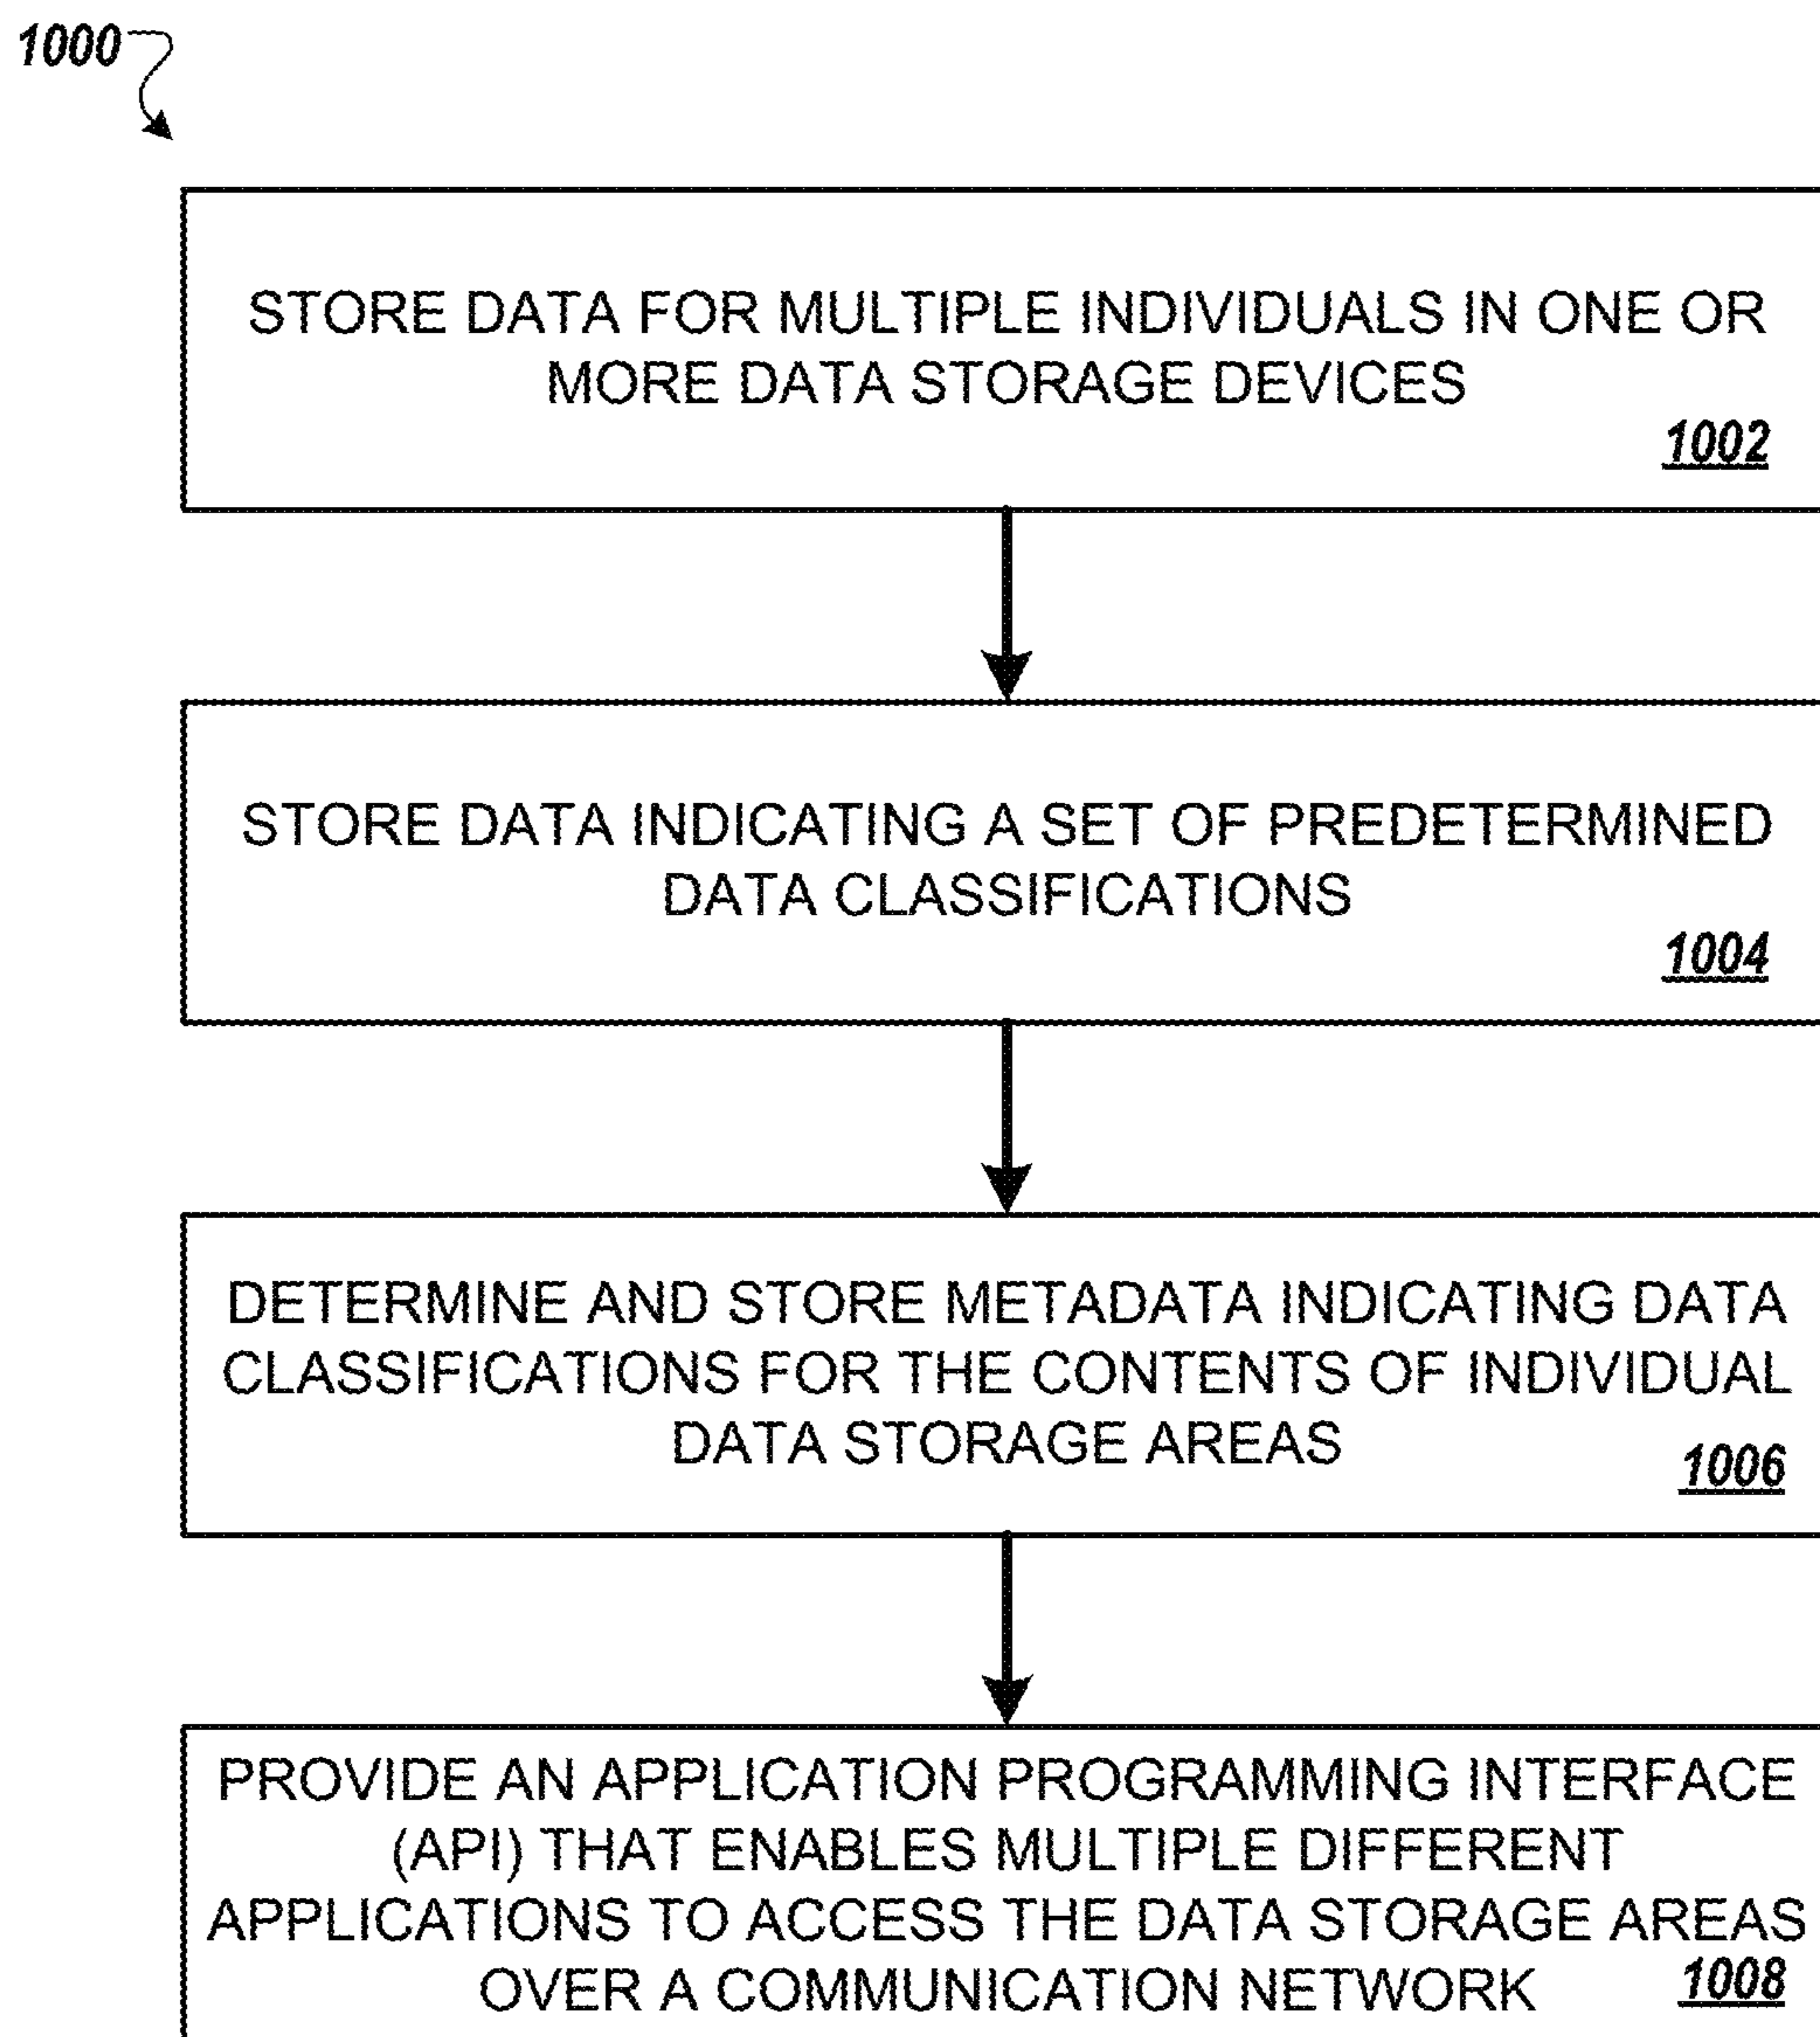 1000
STORE DATA FOR MULTIPLE INDIVIDUALS IN ONE OR
MORE DATA STORAGE DEVICES
1002
STORE DATA INDICATING A SET OF PREDETERMINED
DATA CLASSIFICATIONS
1004
DETERMINE AND STORE METADATA INDICATING DATA
CLASSIFICATIONS FOR THE CONTENTS OF INDIVIDUAL
DATA STORAGE AREAS
1006
PROVIDE AN APPLICATION PROGRAMMING INTERFACE
(API) THAT ENABLES MULTIPLE DIFFERENT
APPLICATIONS TO ACCESS THE DATA STORAGE AREAS
OVER A COMMUNICATION NETWORK
1008